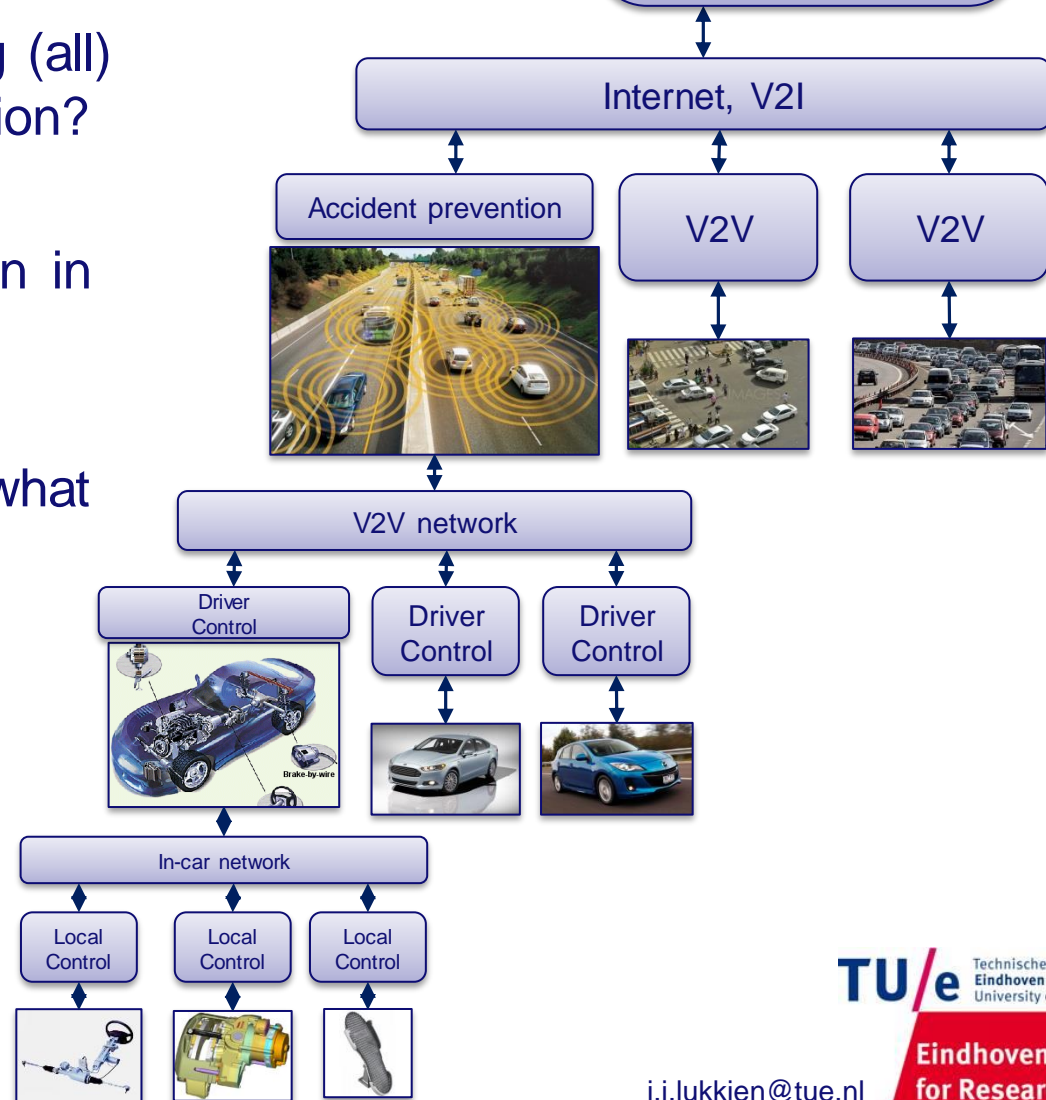 g (all)
ion?
n in
what
Internet, V2I
Accident prevention
V2V
V2V
V2V network
Driver
Control
Driver
Control
Driver
Control
Brake-by-wire
In-car network
Local
Control
Local
Control
Local
Control
TU/e
Technische
Eindhoven
University
Eindhoven
for Resear
j.j.lukkien@tue.nl